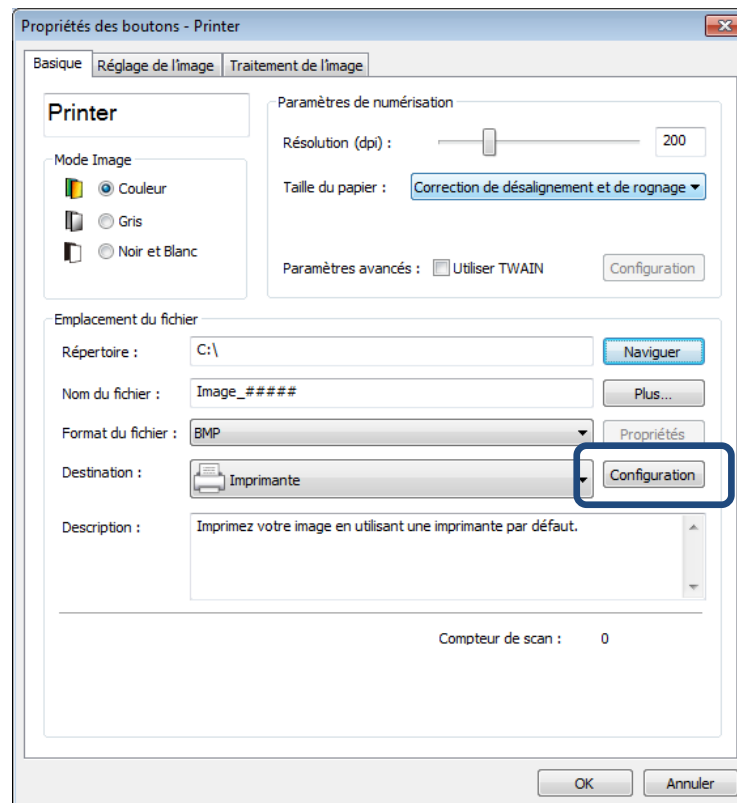 Propriétés des boutons - Printer
Basique Réglage de l'image Traitement de l'image
Printer
Mode Image
Couleur
Gris
Noir et Blanc
Paramètres de numérisation
Résolution (dpi) : 200
Taille du papier : Correction de désalignement et de rognage
Paramètres avancés : Utiliser TWAIN Configuration
Emplacement du fichier
Répertoire : C:\ Naviguer
Nom du fichier : Image_##### Plus...
Format du fichier : BMP Propriétés
Destination : Imprimante Configuration
Description : Imprimez votre image en utilisant une imprimante par défaut.
Compteur de scan : 0
OK Annuler